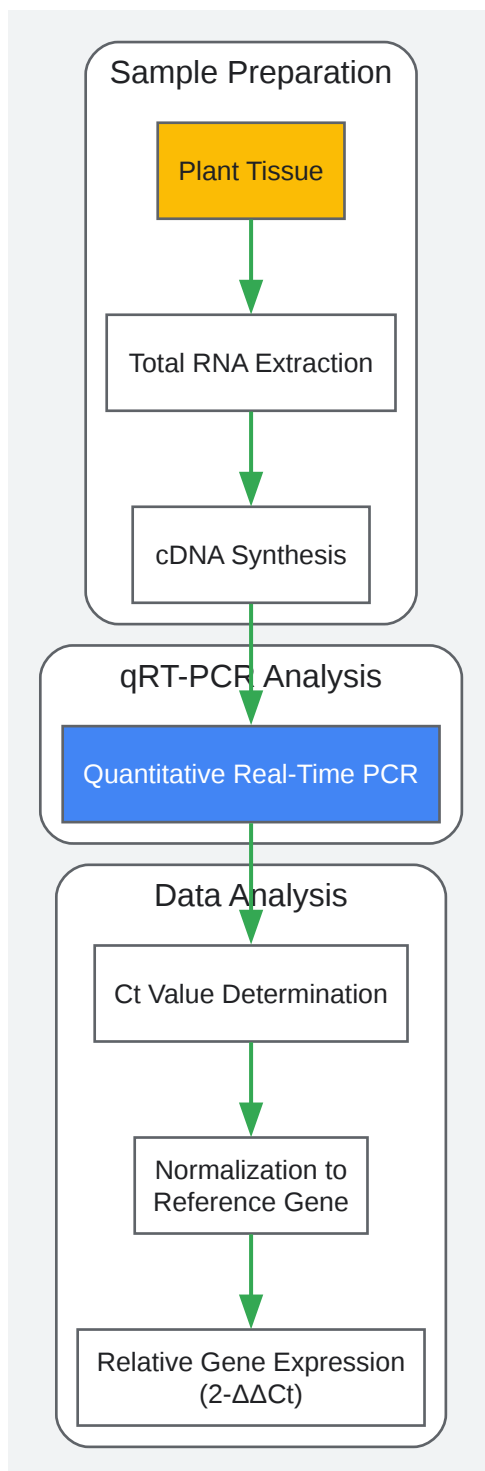 Sample Preparation
Plant Tissue
Total RNA Extraction
cDNA Synthesis
qRT-PCR Analysis
Quantitative Real-Time PCR
Data Analysis
Ct Value Determination
Normalization to
Reference Gene
Relative Gene Expression
(2-ΔΔCt)